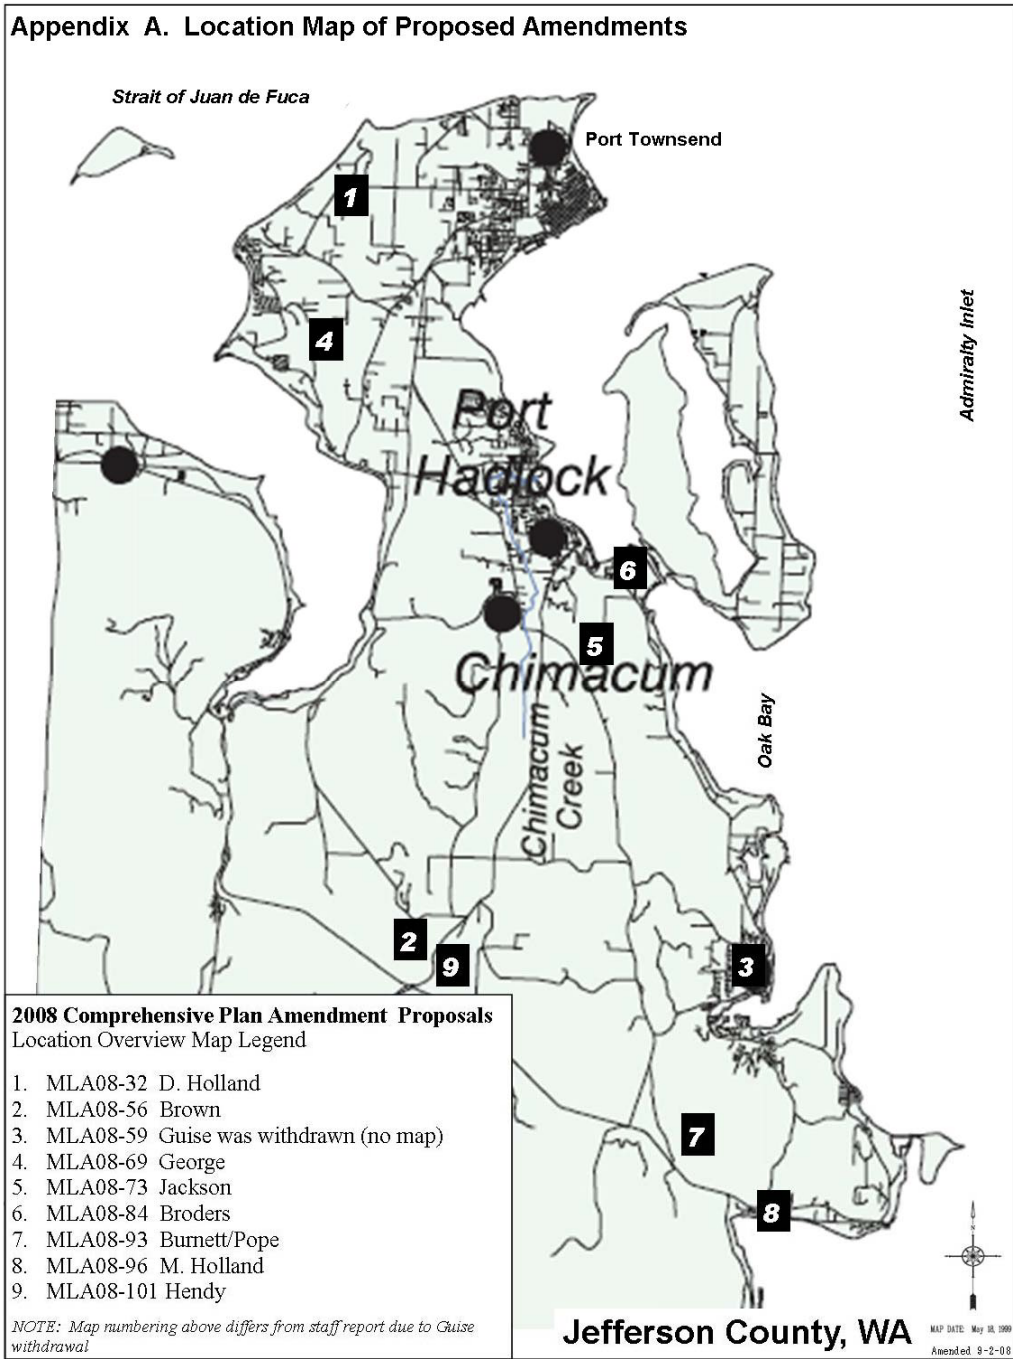 Appendix A. Location Map of Proposed Amendments
Strait of Juan de Fuca
Port Townsend
1
4
Admiralty Inlet
Port
Hadlock
6
5
Chimacum
Oak Bay
Chimacum
Creek
2
9
3
7
8
2008 Comprehensive Plan Amendment Proposals
Location Overview Map Legend
1. MLA08-32 D. Holland
2. MLA08-56 Brown
3. MLA08-59 Guise was withdrawn (no map)
4. MLA08-69 George
5. MLA08-73 Jackson
6. MLA08-84 Broders
7. MLA08-93 Burnett/Pope
8. MLA08-96 M. Holland
9. MLA08-101 Hendy
NOTE: Map numbering above differs from staff report due to Guise
withdrawal
N
Jefferson County, WA
MAP DATE: May 18, 1999
Amended 9-2-08